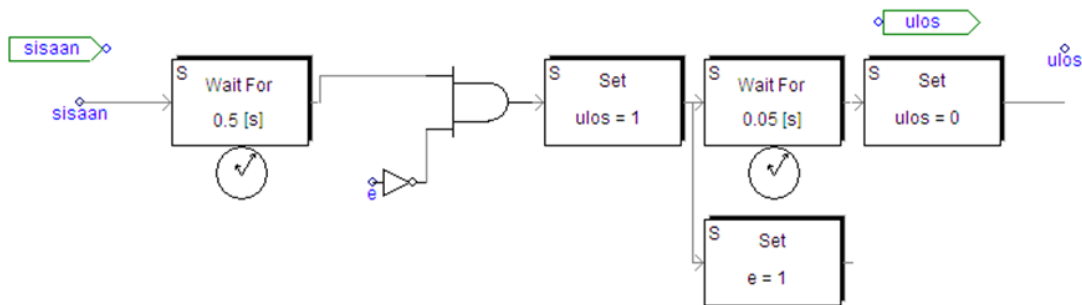 sisaan
sisaan
S
Wait For
0.5 [s]
e
S
Set
ulos = 1
S
Wait For
0.05 [s]
S
Set
e = 1
S
Set
ulos = 0
ulos
ulos